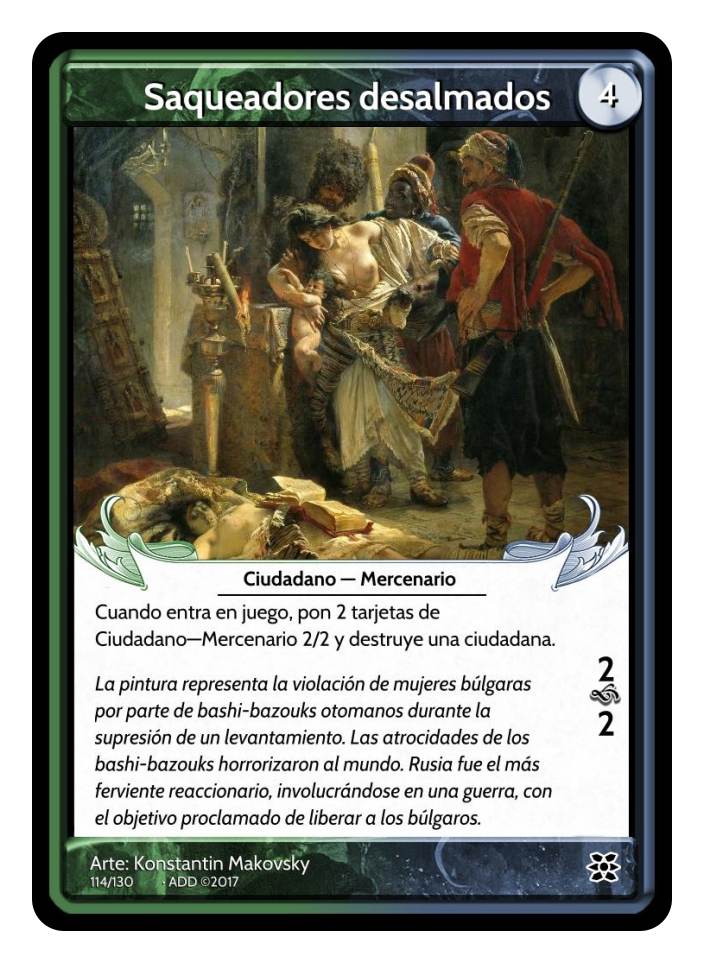 Saqueadores desalmados
4
Ciudadano — Mercenario
Cuando entra en juego, pon 2 tarjetas de
Ciudadano—Mercenario 2/2 y destruye una ciudadana.
La pintura representa la violación de mujeres búlgaras
por parte de bashi-bazouks otomanos durante la
supresión de un levantamiento. Las atrocidades de los
bashi-bazouks horrorizaron al mundo. Rusia fue el más
ferviente reaccionario, involucrándose en una guerra, con
el objetivo proclamado de liberar a los búlgaros.
2
2
Arte: Konstantin Makovsky
114/130 · ADD ©2017